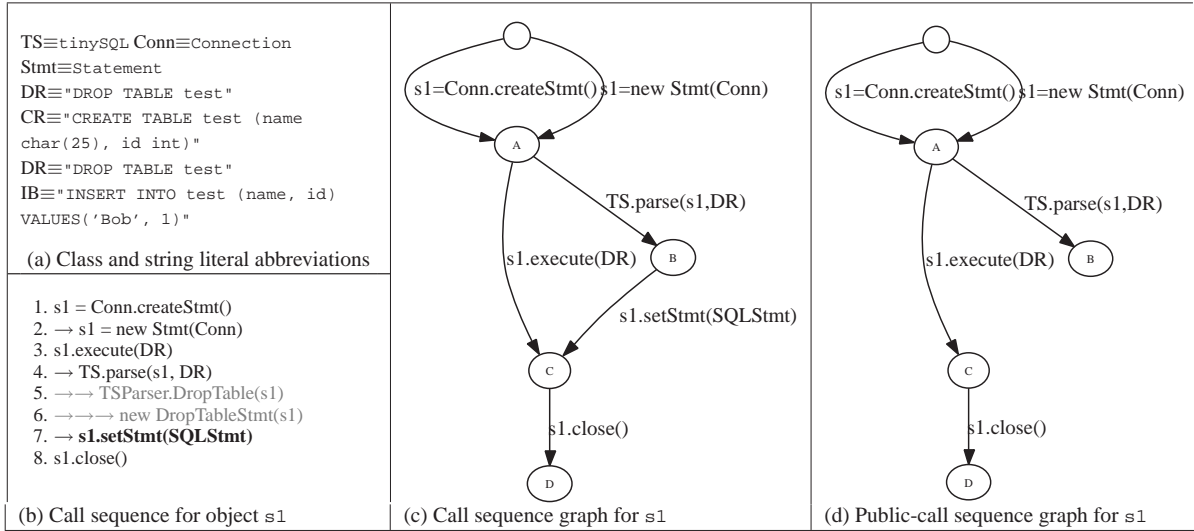 TS≡tinySQL Conn≡Connection
Stmt≡Statement
DR≡"DROP TABLE test"
CR≡"CREATE TABLE test (name
char(25), id int)"
DR≡"DROP TABLE test"
IB≡"INSERT INTO test (name, id)
VALUES('Bob', 1)"
(a) Class and string literal abbreviations
1. s1 = Conn.createStmt()
2. → s1 = new Stmt(Conn)
3. s1.execute(DR)
4. → TS.parse(s1, DR)
5. →→ TSParser.DropTable(s1)
6. →→→ new DropTableStmt(s1)
7. → s1.setStmt(SQLStmt)
8. s1.close()
(b) Call sequence for object s1
s1=Conn.createStmt()
s1=new Stmt(Conn)
A
TS.parse(s1,DR)
s1.execute(DR)
B
s1.setStmt(SQLStmt)
C
s1.close()
D
(c) Call sequence graph for s1
s1=Conn.createStmt()
s1=new Stmt(Conn)
A
TS.parse(s1,DR)
s1.execute(DR)
B
C
s1.close()
D
(d) Public-call sequence graph for s1